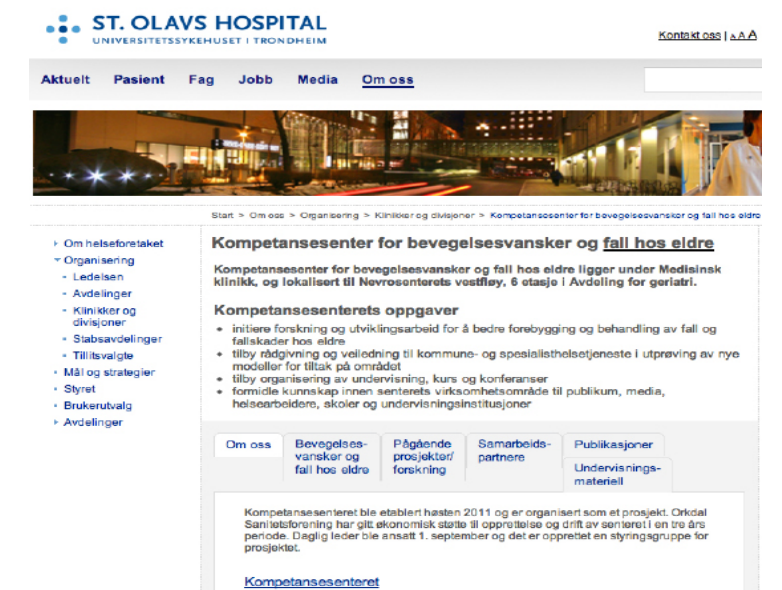 ST. OLAVS HOSPITAL
UNIVERSITETSSYKEHUSET I TRONDHEIM
Kontakt oss | A A A
Aktuelt Pasient Fag Jobb Media Om oss
Start > Om oss > Organisering > Klinikker og divisjoner > Kompetansesenter for bevegelsesvansker og fall hos eldre
Om helseforetaket
Organisering
- Ledelsen
- Avdelinger
- Klinikker og
divisjoner
- Stabsavdelinger
- Tillitsvalgte
Mål og strategier
Styret
Brukerutvalg
Avdelinger
Kompetansesenter for bevegelsesvansker og fall hos eldre
Kompetansesenter for bevegelsesvansker og fall hos eldre ligger under Medisinsk
klinikk, og lokalisert til Nevrosenterets vestfløy, 6 etasje i Avdeling for geriatri.
Kompetansesenterets oppgaver
• initiere forskning og utviklingsarbeid for å bedre forebygging og behandling av fall og
fallskader hos eldre
• tilby rådgivning og veiledning til kommune- og spesialisthelsetjeneste i utprøving av nye
modeller for tiltak på området
• tilby organisering av undervisning, kurs og konferanser
• formidle kunnskap innen senterets virksomhetsområde til publikum, media,
helsearbeidere, skoler og undervisningsinstitusjoner
Om oss
Bevegelses-
vansker og
fall hos eldre
Pågående
prosjekter/
forskning
Samarbeids-
partnere
Publikasjoner
Undervisnings-
materiell
Kompetansesenteret ble etablert høsten 2011 og er organisert som et prosjekt. Orkdal
Sanitetsforening har gitt økonomisk støtte til opprettelse og drift av senteret i en tre års
periode. Daglig leder ble ansatt 1. september og det er opprettet en styringsgruppe for
prosjektet.
Kompetansesenteret